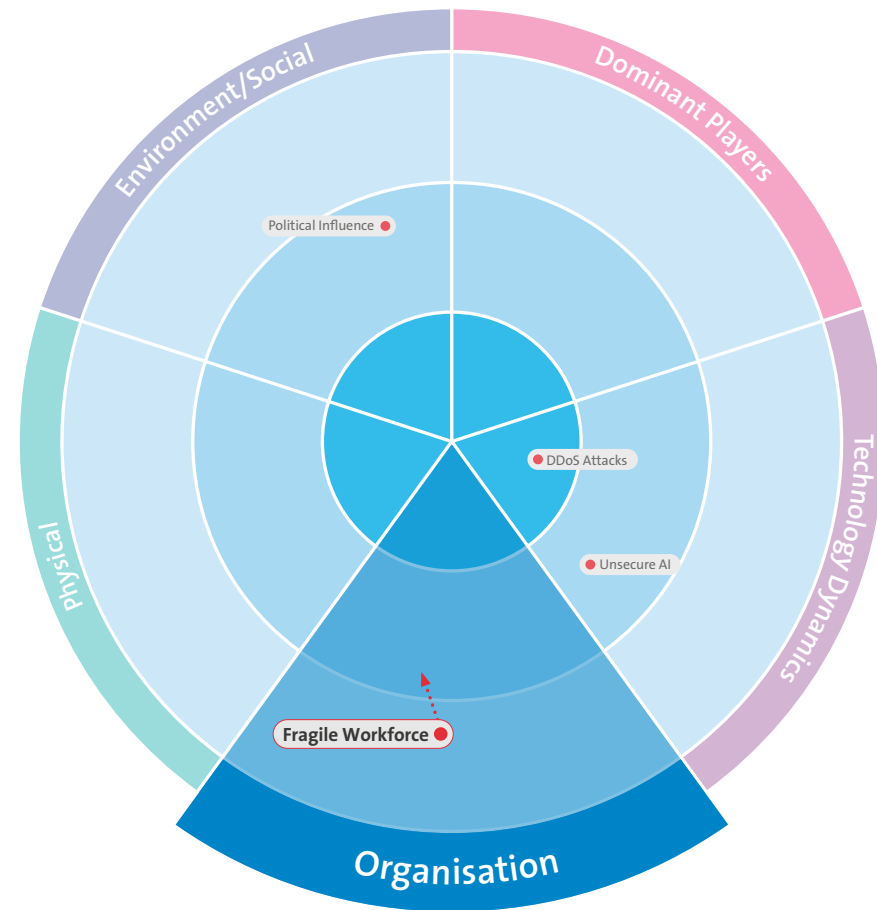 Environment/Social
Dominant Players
Political Influence
DDoS Attacks
Technology Dynamics
Physical
Unsecure AI
Fragile Workforce
Organisation